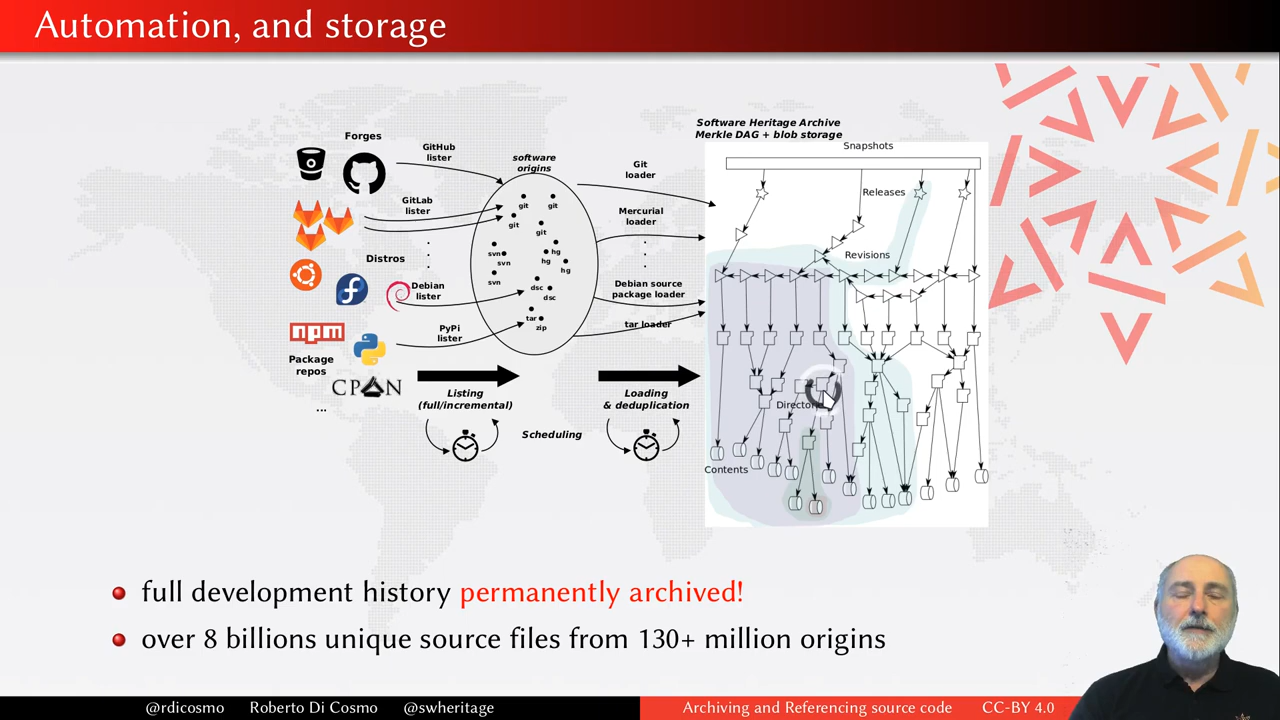 Automation, and storage
Forges
GitHub
lister
GitLab
lister
.
.
.
Distros
Debian
lister
npm
Package
repos
CPAN
...
PyPi
lister
software
origins
git
git
git
git
svn
svn
svn
hg
hg
hg
dsc
dsc
tar
zip
Git
loader
Mercurial
loader
.
.
.
Debian source
package loader
tar loader
Listing
(full/incremental)
Scheduling
Loading
& deduplication
Software Heritage Archive
Merkle DAG + blob storage
Snapshots
Releases
Revisions
Contents
full development history permanently archived!
over 8 billions unique source files from 130+ million origins
@rdicosmo Roberto Di Cosmo @swheritage
Archiving and Referencing source code CC-BY 4.0